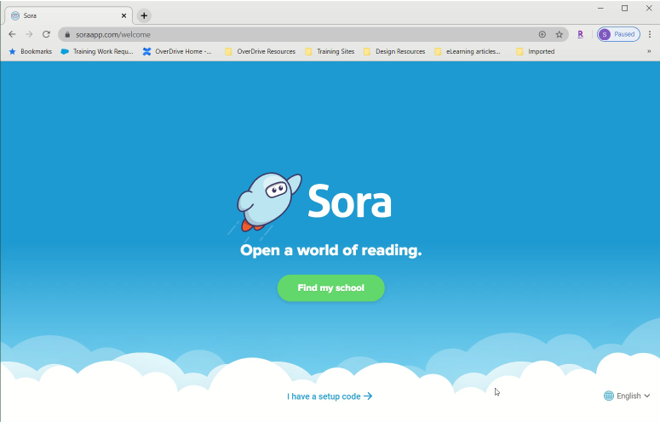 Sora
soraapp.com/welcome
R
S
Paused
Bookmarks
Training Work Requ...
OverDrive Home -...
OverDrive Resources
Training Sites
Design Resources
eLearning articles...
Imported
»
Sora
Open a world of reading.
Find my school
I have a setup code
English